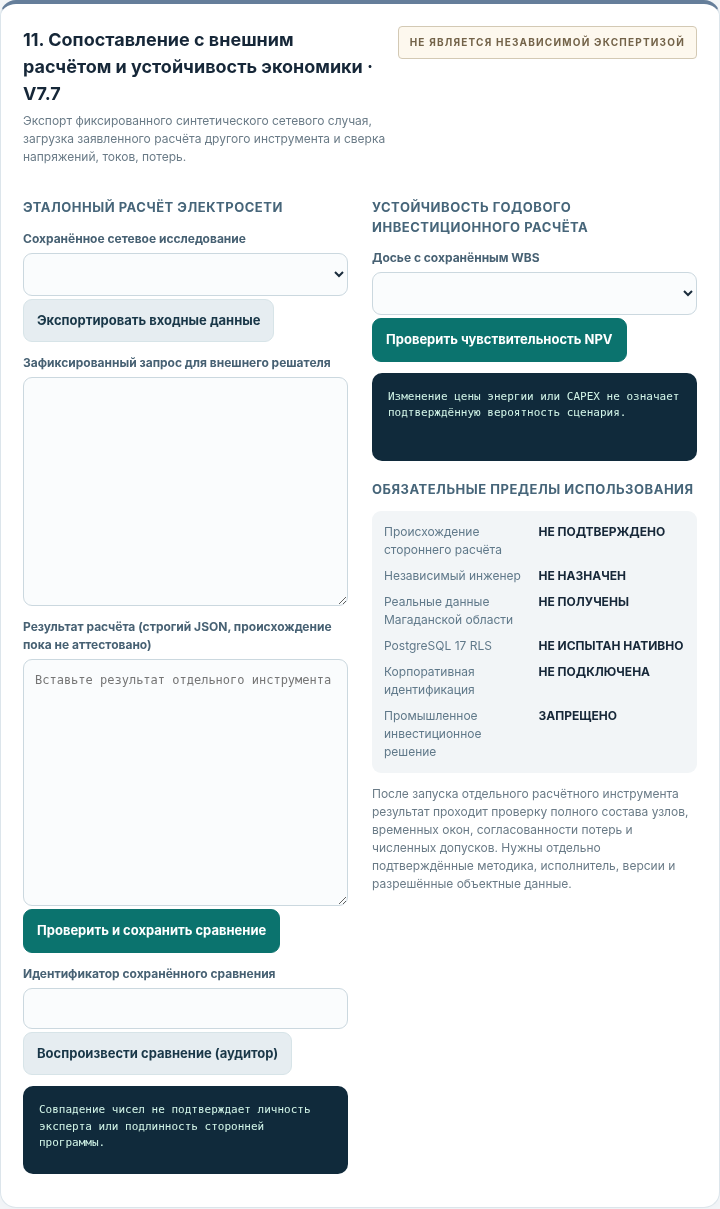 11. Сопоставление с внешним
расчётом и устойчивость экономики ·
V7.7
НЕ ЯВЛЯЕТСЯ НЕЗАВИСИМОЙ ЭКСПЕРТИЗОЙ
Экспорт фиксированного синтетического сетевого случая,
загрузка заявленного расчёта другого инструмента и сверка
напряжений, токов, потерь.
ЭТАЛОННЫЙ РАСЧЁТ ЭЛЕКТРОСЕТИ
Сохранённое сетевое исследование
Экспортировать входные данные
Зафиксированный запрос для внешнего решателя
Результат расчёта (строгий JSON, происхождение
пока не аттестовано)
Вставьте результат отдельного инструмента
Проверить и сохранить сравнение
Идентификатор сохранённого сравнения
Воспроизвести сравнение (аудитор)
Совпадение чисел не подтверждает личность
эксперта или подлинность сторонней
программы.
УСТОЙЧИВОСТЬ ГОДОВОГО
ИНВЕСТИЦИОННОГО РАСЧЁТА
Досье с сохранённым WBS
Проверить чувствительность NPV
Изменение цены энергии или CAPEX не означает
подтверждённую вероятность сценария.
ОБЯЗАТЕЛЬНЫЕ ПРЕДЕЛЫ ИСПОЛЬЗОВАНИЯ
Происхождение НЕ ПОДТВЕРЖДЕНО
стороннего расчёта
Независимый инженер НЕ НАЗНАЧЕН
Реальные данные НЕ ПОЛУЧЕНЫ
Магаданской области
PostgreSQL 17 RLS НЕ ИСПЫТАН НАТИВНО
Корпоративная НЕ ПОДКЛЮЧЕНА
идентификация
Промышленное ЗАПРЕЩЕНО
инвестиционное
решение
После запуска отдельного расчётного инструмента
результат проходит проверку полного состава узлов,
временных окон, согласованности потерь и
численных допусков. Нужны отдельно
подтверждённые методика, исполнитель, версии и
разрешённые объектные данные.